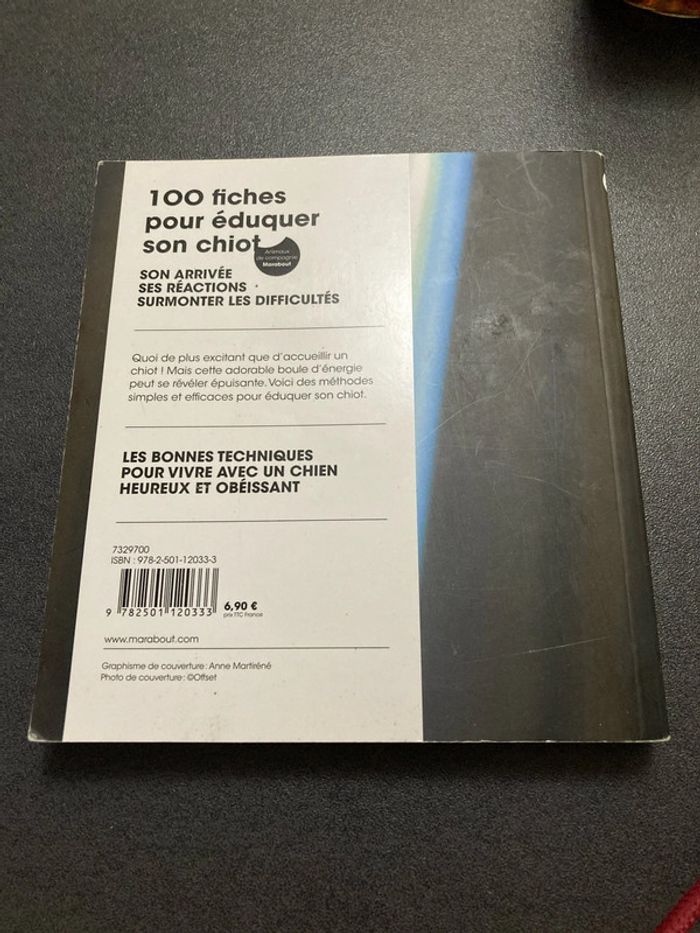 100 fiches
pour éduquer
son chiot
Animaux
de compagnie
Marabout
SON ARRIVÉE
SES RÉACTIONS
SURMONTER LES DIFFICULTÉS
Quoi de plus excitant que d'accueillir un
chiot ! Mais cette adorable boule d'énergie
peut se révéler épuisante. Voici des méthodes
simples et efficaces pour éduquer son chiot.
LES BONNES TECHNIQUES
POUR VIVRE AVEC UN CHIEN
HEUREUX ET OBÉISSANT
7329700
ISBN : 978-2-501-12033-3
9 782501 120333
6,90 €
prix TTC France
www.marabout.com
Graphisme de couverture : Anne Martiréné
Photo de couverture : ©Offset